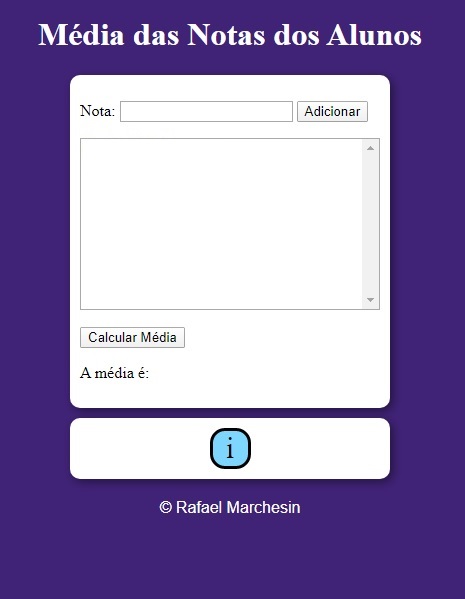 Média das Notas dos Alunos
Nota: Adicionar
Calcular Média
A média é:
i
© Rafael Marchesin